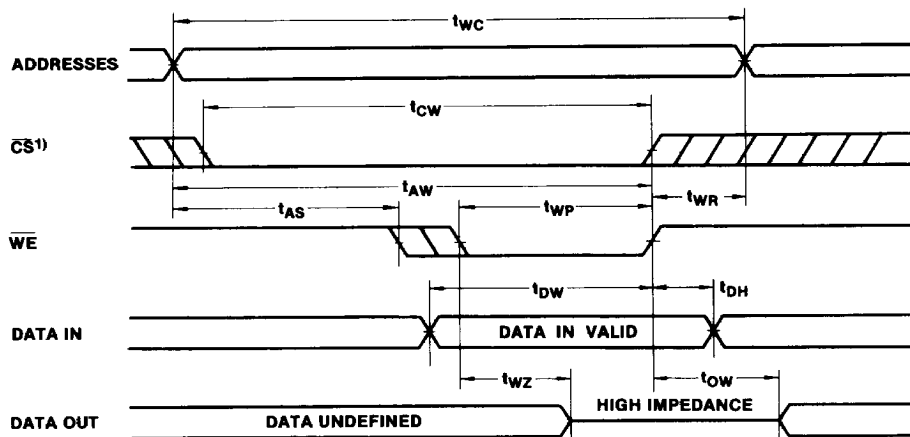 tWC
ADDRESSES
tCW
CS1)
tAW
tAS
tWP
tWR
WE
tDW
tDH
DATA IN
DATA IN VALID
tWZ
tOW
HIGH IMPEDANCE
DATA OUT
DATA UNDEFINED